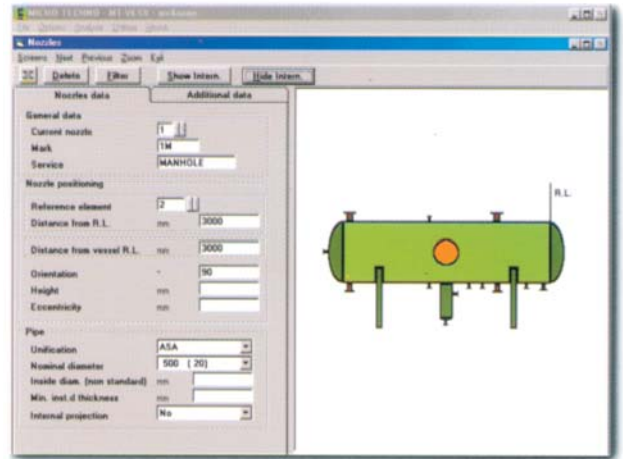 MICRO TECHNO - MT-VESS
Nozzles
Screens Next Previous Zoom Exit
Delete Filter Show Intern. Hide Intern.
Nozzles data Additional data
General data
Current nozzle 1
Mark 1M
Service MANHOLE
Nozzle positioning
Reference element 2
Distance from R.L. mm 3000
Distance from vessel R.L. mm 3000
Orientation ° 90
Height mm
Eccentricity mm
Pipe
Unification ASA
Nominal diameter 500 ( 20)
Inside diam. (non standard) mm
Min. inst.d thickness mm
Internal projection No
R.L.